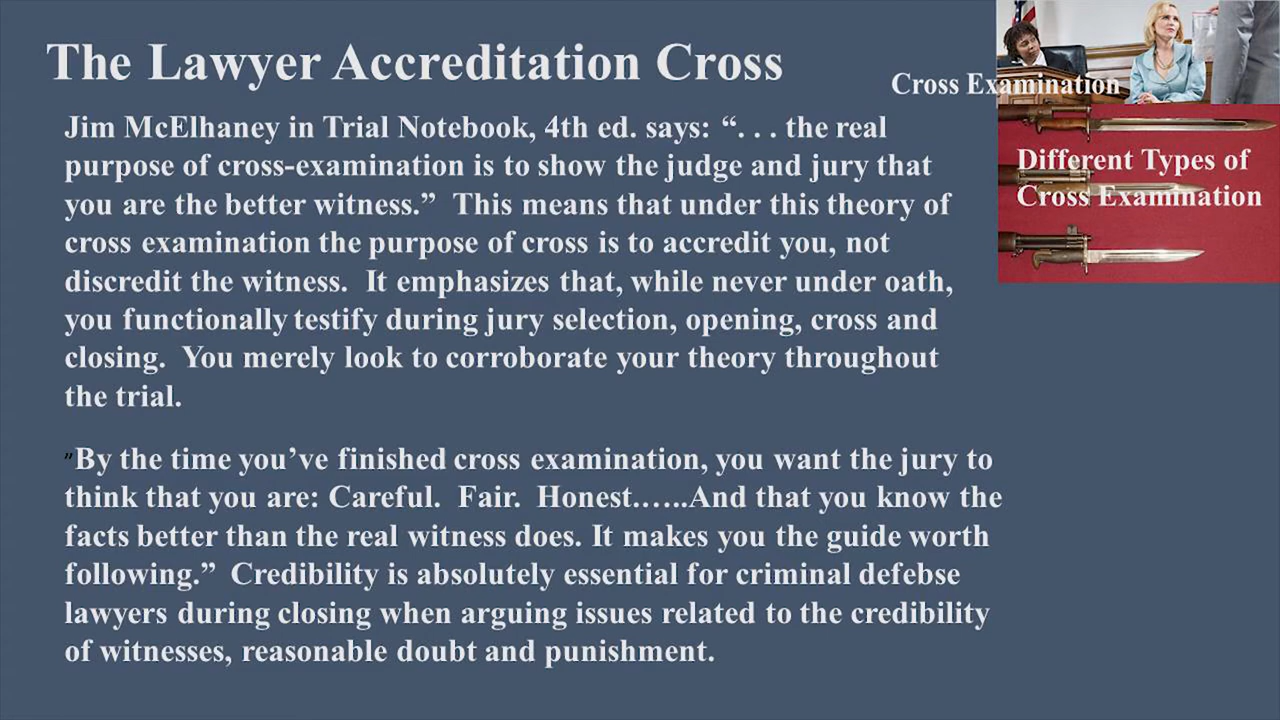 The Lawyer Accreditation Cross
Cross Examination
Different Types of
Cross Examination
Jim McElhaney in Trial Notebook, 4th ed. says: “. . . the real
purpose of cross-examination is to show the judge and jury that
you are the better witness.”  This means that under this theory of
cross examination the purpose of cross is to accredit you, not
discredit the witness.  It emphasizes that, while never under oath,
you functionally testify during jury selection, opening, cross and
closing.  You merely look to corroborate your theory throughout
the trial.
”By the time you’ve finished cross examination, you want the jury to
think that you are: Careful.  Fair.  Honest.…..And that you know the
facts better than the real witness does. It makes you the guide worth
following.”  Credibility is absolutely essential for criminal defebse
lawyers during closing when arguing issues related to the credibility
of witnesses, reasonable doubt and punishment.